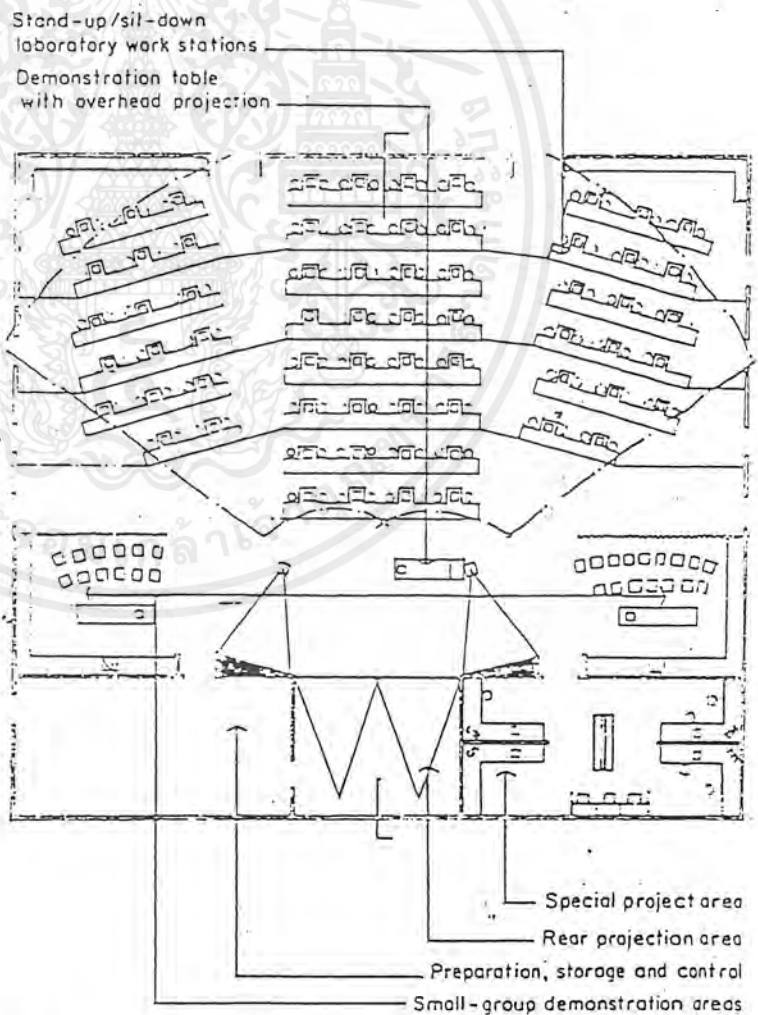 Stand-up/sit-down
laboratory work stations
Demonstration table
with overhead projection
Special project area
Rear projection area
Preparation, storage and control
Small-group demonstration areas